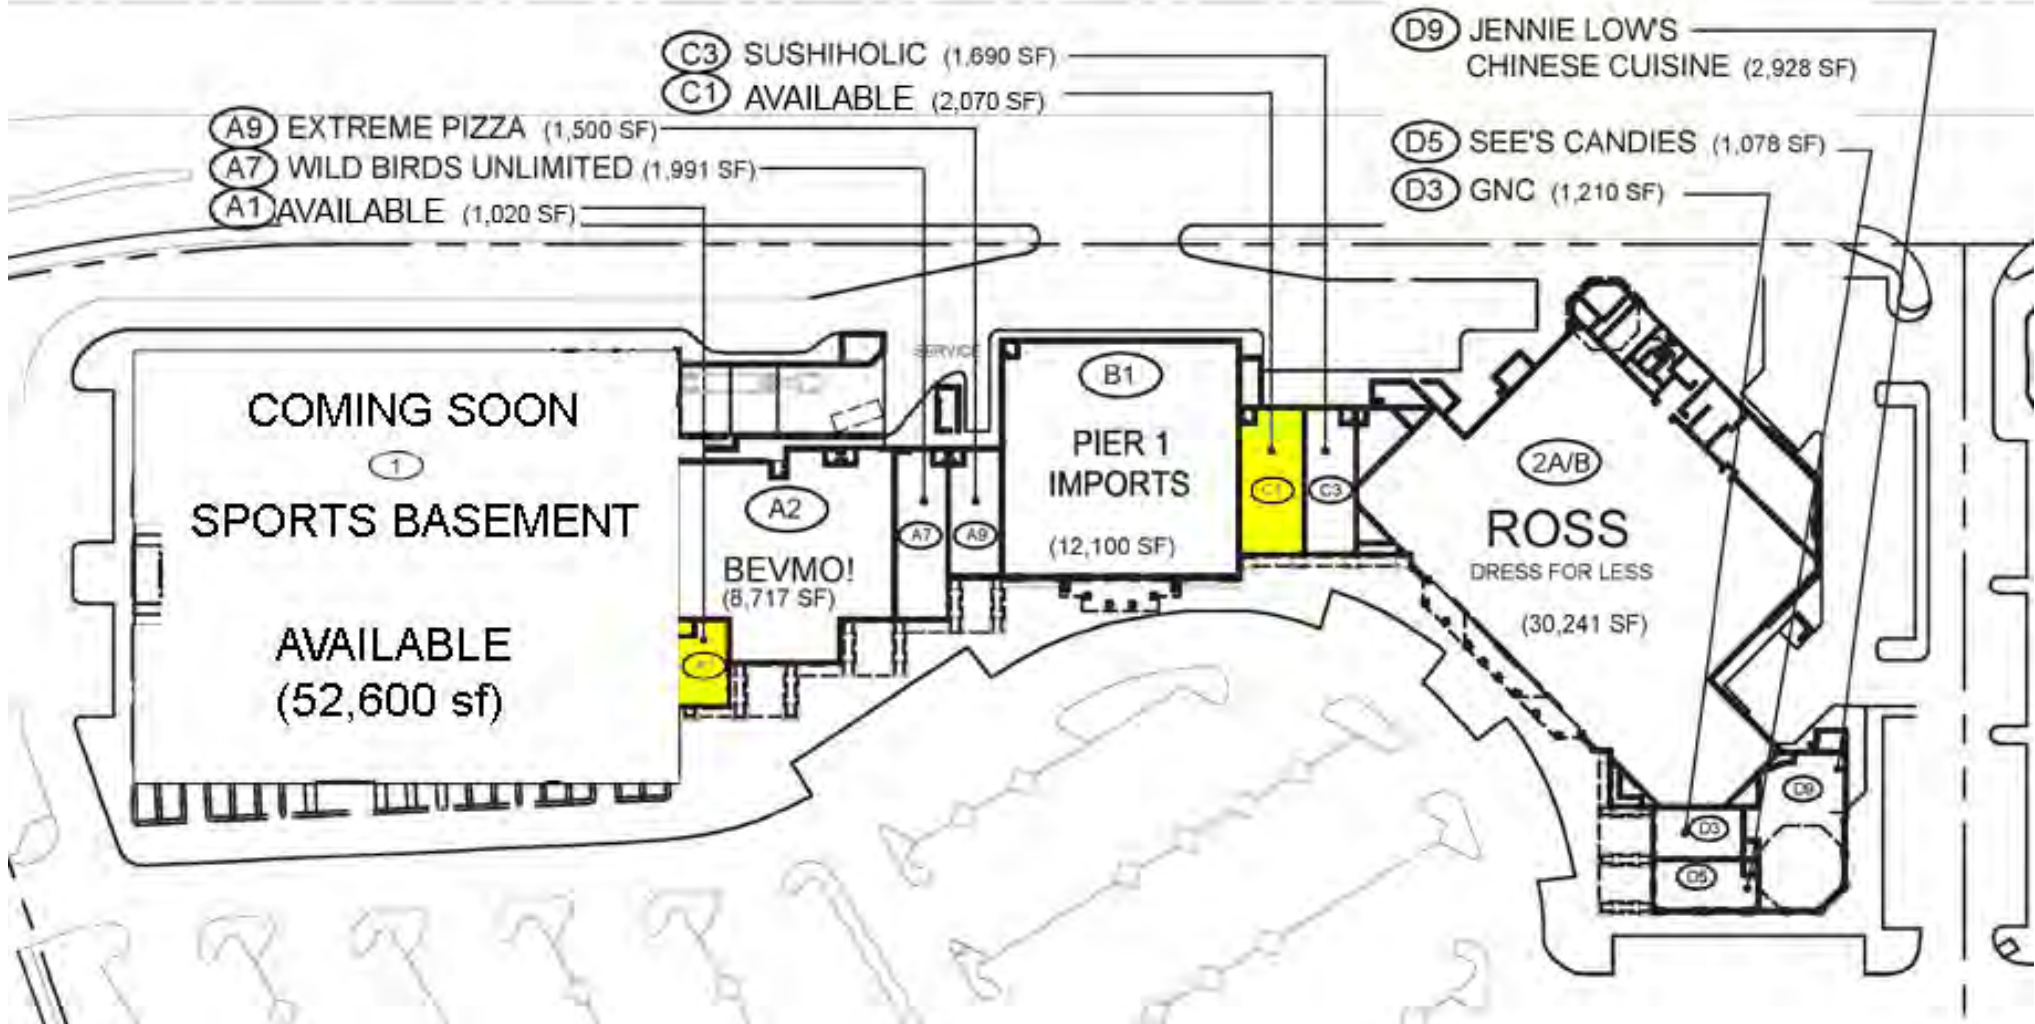 D9 JENNIE LOW'S
CHINESE CUISINE (2,928 SF)
C3 SUSHIHOLIC (1,690 SF)
C1 AVAILABLE (2,070 SF)
A9 EXTREME PIZZA (1,500 SF)
A7 WILD BIRDS UNLIMITED (1,991 SF)
A1 AVAILABLE (1,020 SF)
D5 SEE'S CANDIES (1,078 SF)
D3 GNC (1,210 SF)
SERVICE
COMING SOON
1
SPORTS BASEMENT
AVAILABLE
(52,600 sf)
A2
BEVMO!
(8,717 SF)
A1
A7
A9
B1
PIER 1
IMPORTS
(12,100 SF)
C1
C3
2A/B
ROSS
DRESS FOR LESS
(30,241 SF)
D9
D3
D5